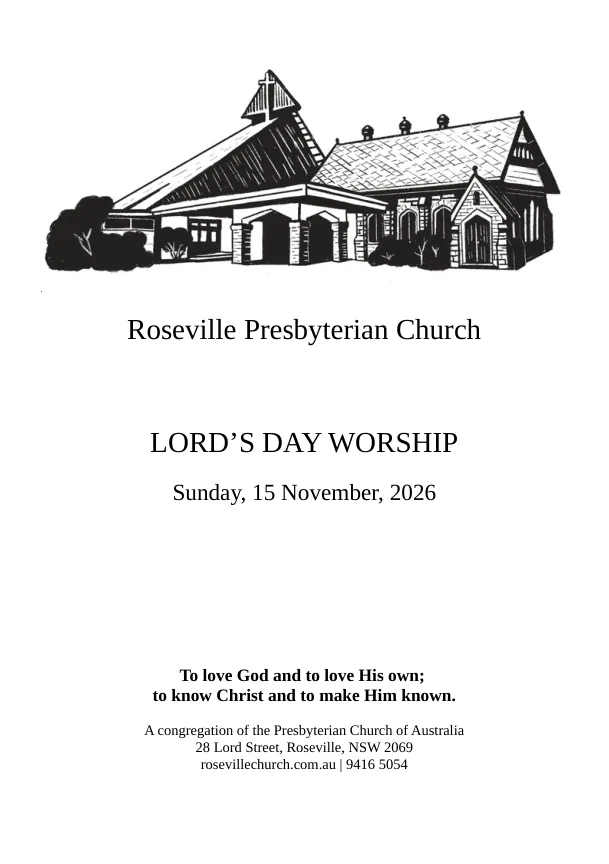 Roseville Presbyterian Church
LORD’S DAY WORSHIP
Sunday, 15 November, 2026
To love God and to love His own;
to know Christ and to make Him known.
A congregation of the Presbyterian Church of Australia
28 Lord Street, Roseville, NSW 2069
rosevillechurch.com.au | 9416 5054